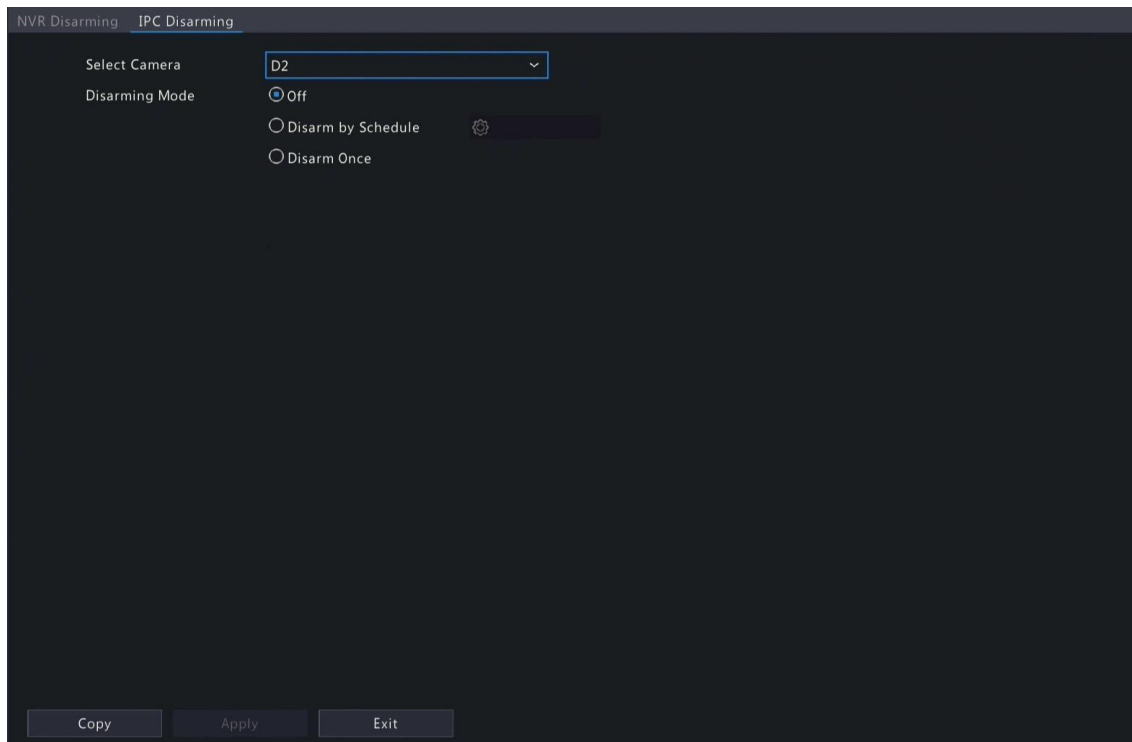 NVR Disarming IPC Disarming
Select Camera D2
Disarming Mode Off
Disarm by Schedule
Disarm Once
Copy Apply Exit